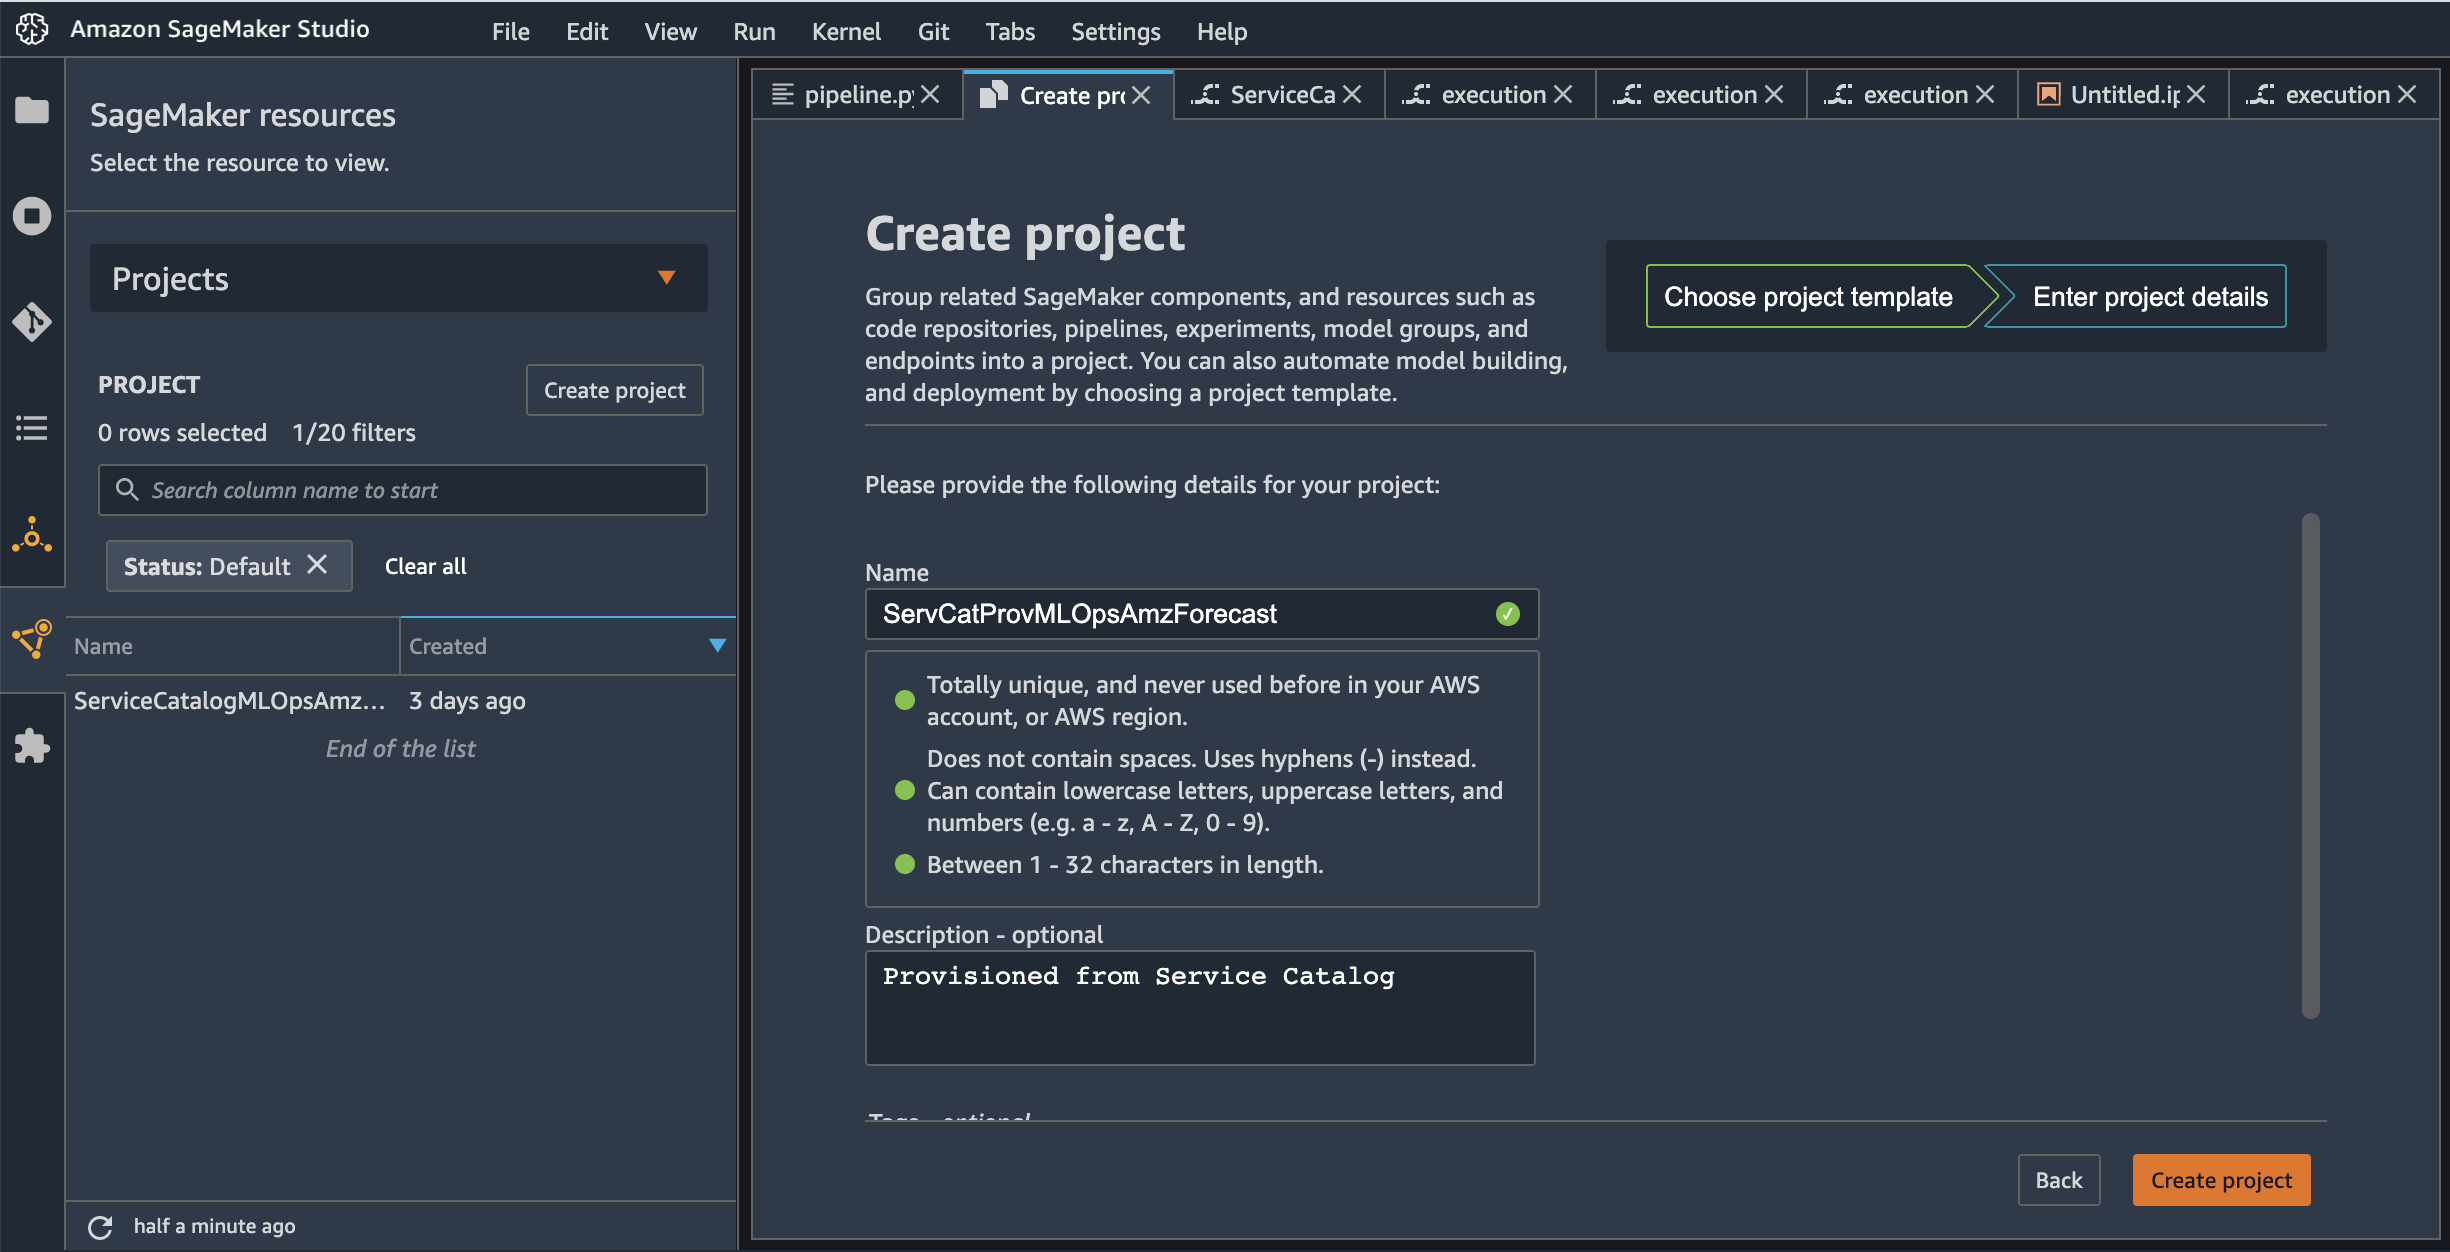 Amazon SageMaker Studio
File Edit View Run Kernel Git Tabs Settings Help
SageMaker resources
Select the resource to view.
Projects
PROJECT
Create project
0 rows selected 1/20 filters
Search column name to start
Status: Default
Clear all
Name Created
ServiceCatalogMLOpsAmz... 3 days ago
End of the list
half a minute ago
pipeline.py Create pro ServiceCa execution execution execution Untitled.ip execution
Create project
Group related SageMaker components, and resources such as
code repositories, pipelines, experiments, model groups, and
endpoints into a project. You can also automate model building,
and deployment by choosing a project template.
Choose project template
Enter project details
Please provide the following details for your project:
Name
ServCatProvMLOpsAmzForecast
Totally unique, and never used before in your AWS
account, or AWS region.
Does not contain spaces. Uses hyphens (-) instead.
Can contain lowercase letters, uppercase letters, and
numbers (e.g. a - z, A - Z, 0 - 9).
Between 1 - 32 characters in length.
Description - optional
Provisioned from Service Catalog
Tags - optional
Back
Create project